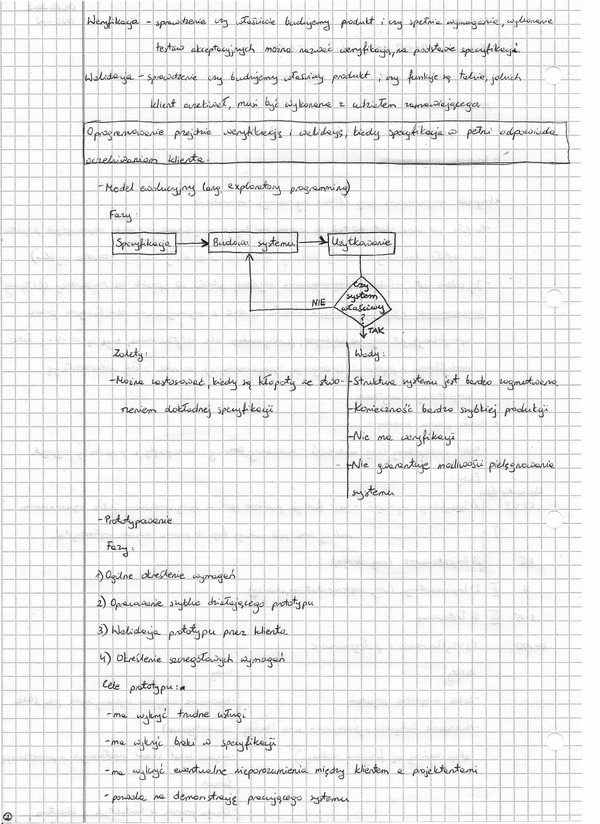 Weryfikacja - sprawdzenie czy właściwie budujemy produkt i czy spełnia wymagania, wykonanie
testów akceptacyjnych można nazwać weryfikacją, na podstawie specyfikacji.
Walidacja - sprawdzenie czy budujemy właściwy produkt i czy funkcje są takie, jakich
klient oczekiwał, musi być wykonana z udziałem zamawiającego.
Oprogramowanie przejdzie weryfikację i walidację, kiedy specyfikacja w pełni odpowiada
oczekiwaniom klienta.
- Model ewolucyjny (ang. exploratory programming)
Fazy:
Specyfikacja Budowa systemu Użytkowanie
Czy
system
właściwy
?
NIE
TAK
Zalety: Wady:
- Można zastosować, kiedy są kłopoty ze stwo- - Struktura systemu jest bardzo zagmatwana
rzeniem dokładnej specyfikacji - Konieczność bardzo szybkiej produkcji
- Nie ma weryfikacji
- Nie gwarantuje możliwości pielęgnowania
systemu
- Prototypowanie
Fazy:
1) Ogólne określenie wymagań
2) Opracowanie szybko działającego prototypu
3) Walidacja prototypu przez klienta
4) Określenie szczegółowych wymagań
Cele prototypu:
- ma wykryć trudne usługi
- ma wykryć braki w specyfikacji
- ma wykryć ewentualne nieporozumienia między klientem a projektantami
- pozwala na demonstrację pracującego systemu